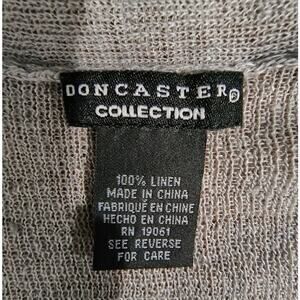 DONCASTER®
COLLECTION
100% LINEN
MADE IN CHINA
FABRIQUÉ EN CHINE
HECHO EN CHINA
RN 19061
SEE REVERSE
FOR CARE